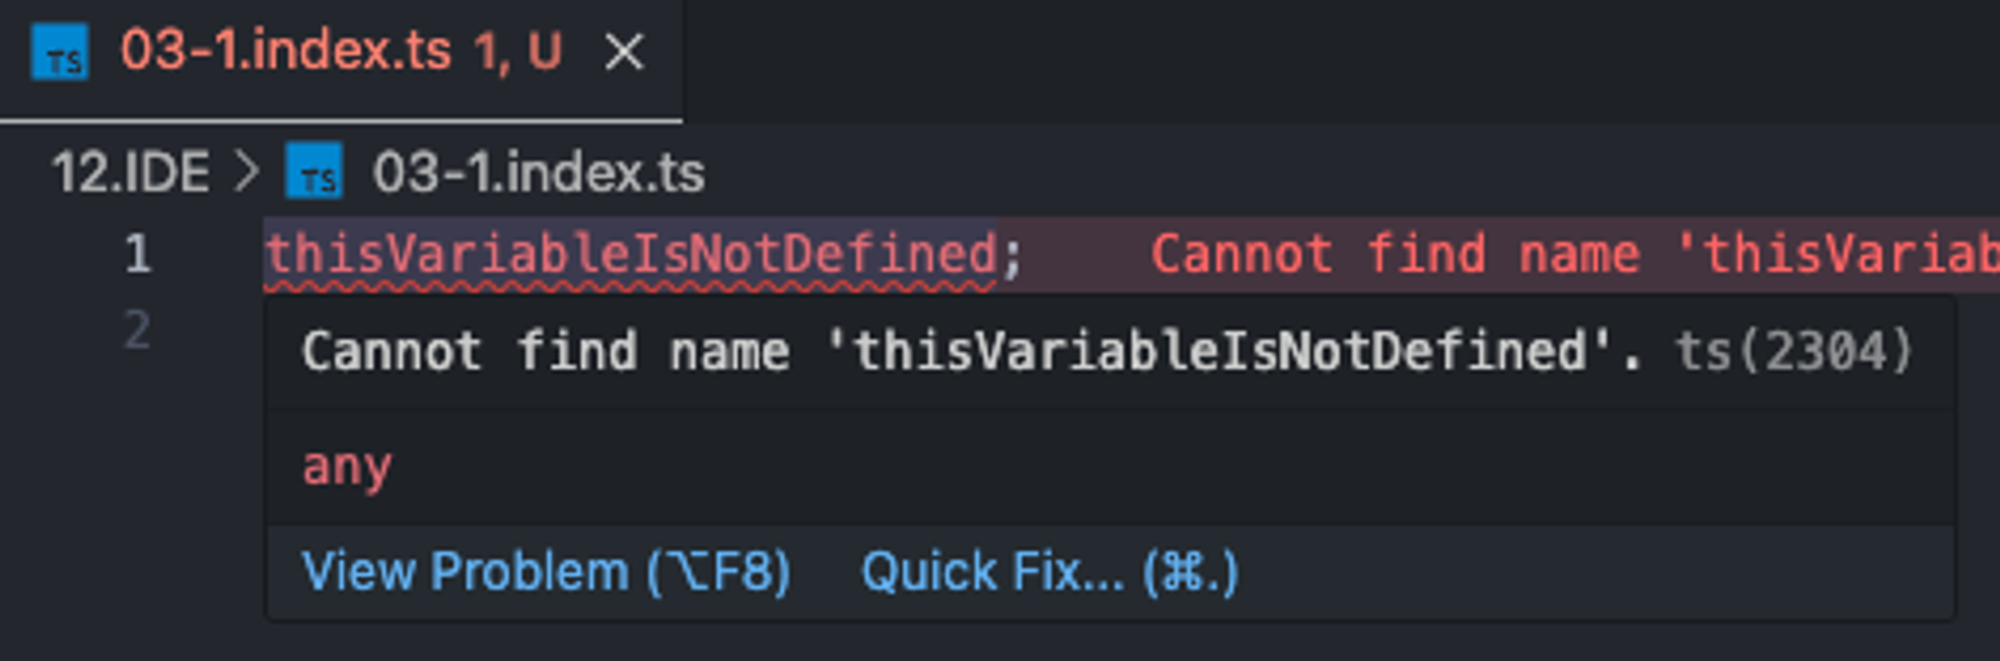 TS 03-1.index.ts 1, U ×
12.IDE > TS 03-1.index.ts
1 thisVariableIsNotDefined; Cannot find name 'thisVariab
2
Cannot find name 'thisVariableIsNotDefined'. ts(2304)
any
View Problem (⌥F8) Quick Fix... (⌘.)